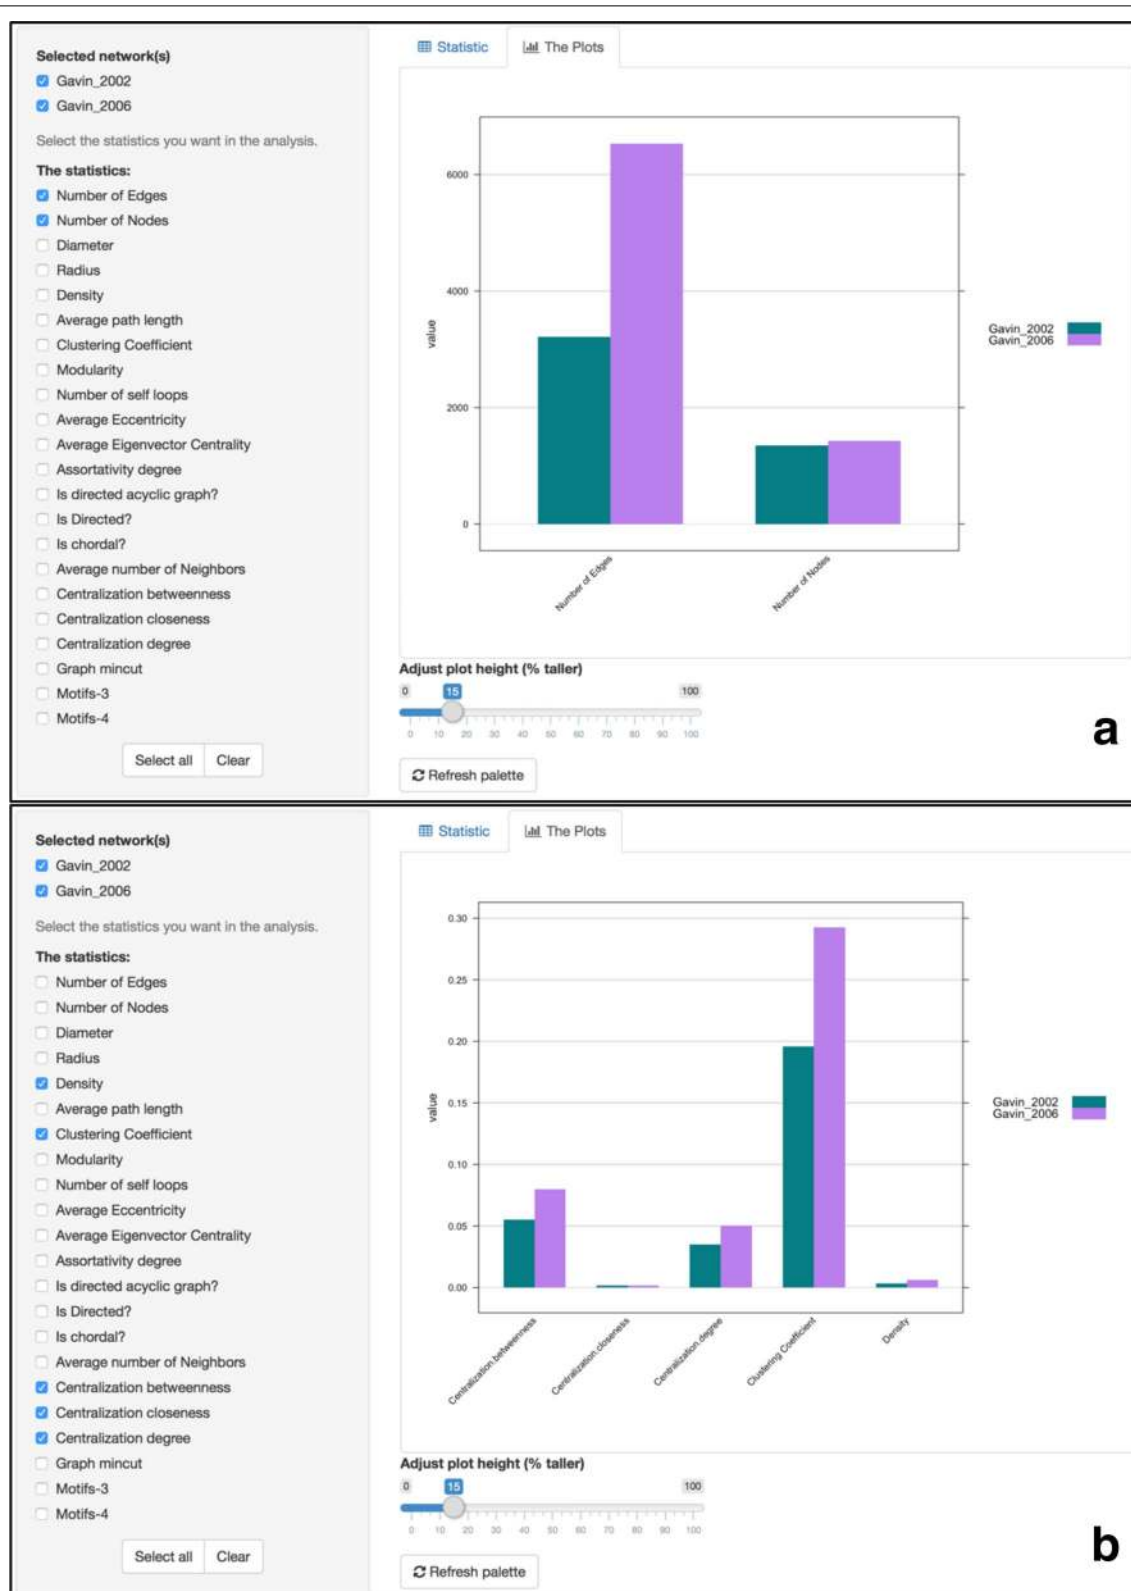 Statistic
The Plots
Selected network(s)
Gavin_2002
Gavin_2006
Select the statistics you want in the analysis.
The statistics:
Number of Edges
Number of Nodes
Diameter
Radius
Density
Average path length
Clustering Coefficient
Modularity
Number of self loops
Average Eccentricity
Average Eigenvector Centrality
Assortativity degree
Is directed acyclic graph?
Is Directed?
Is chordal?
Average number of Neighbors
Centralization betweenness
Centralization closeness
Centralization degree
Graph mincut
Motifs-3
Motifs-4
Select all
Clear
6000
4000
2000
0
value
Number of Edges
Number of Nodes
Gavin_2002
Gavin_2006
Adjust plot height (% taller)
0 15 100
0 10 20 30 40 50 60 70 80 90 100
Refresh palette
a
Statistic
The Plots
Selected network(s)
Gavin_2002
Gavin_2006
Select the statistics you want in the analysis.
The statistics:
Number of Edges
Number of Nodes
Diameter
Radius
Density
Average path length
Clustering Coefficient
Modularity
Number of self loops
Average Eccentricity
Average Eigenvector Centrality
Assortativity degree
Is directed acyclic graph?
Is Directed?
Is chordal?
Average number of Neighbors
Centralization betweenness
Centralization closeness
Centralization degree
Graph mincut
Motifs-3
Motifs-4
Select all
Clear
0.30
0.25
0.20
0.15
0.10
0.05
0.00
value
Centralization.betweenness
Centralization.closeness
Centralization.degree
Clustering Coefficient
Density
Gavin_2002
Gavin_2006
Adjust plot height (% taller)
0 15 100
0 10 20 30 40 50 60 70 80 90 100
Refresh palette
b